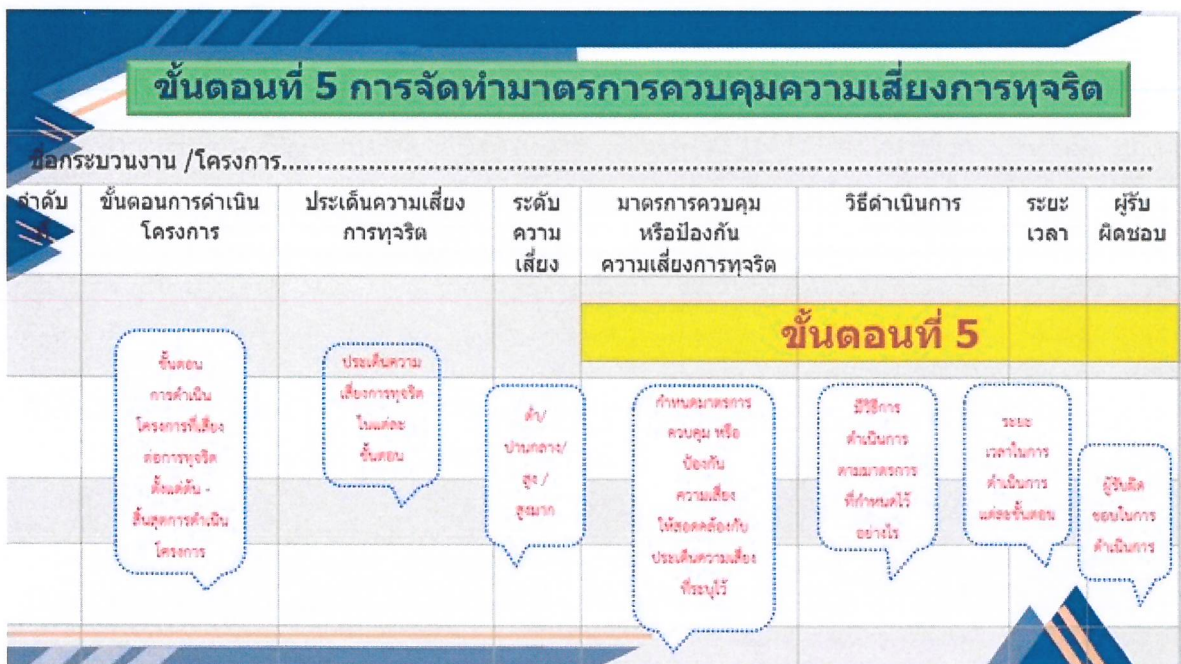 ขั้นตอนที่ 5 การจัดทำมาตรการควบคุมความเสี่ยงการทุจริต
ชื่อกระบวนงาน /โครงการ........................................................................................................................
ลำดับ
ที่
ขั้นตอนการดำเนิน
โครงการ
ประเด็นความเสี่ยง
การทุจริต
ระดับ
ความ
เสี่ยง
มาตรการควบคุม
หรือป้องกัน
ความเสี่ยงการทุจริต
วิธีดำเนินการ
ระยะ
เวลา
ผู้รับ
ผิดชอบ
ขั้นตอนที่ 5
ขั้นตอน
การดำเนิน
โครงการที่เสี่ยง
ต่อการทุจริต
ตั้งแต่ต้น -
สิ้นสุดการดำเนิน
โครงการ
ประเด็นความ
เสี่ยงการทุจริต
ในแต่ละ
ขั้นตอน
ต่ำ/
ปานกลาง/
สูง /
สูงมาก
กำหนดมาตรการ
ควบคุม หรือ
ป้องกัน
ความเสี่ยง
ให้สอดคล้องกับ
ประเด็นความเสี่ยง
ที่ระบุไว้
มีวิธีการ
ดำเนินการ
ตามมาตรการ
ที่กำหนดไว้
อย่างไร
ระยะ
เวลาในการ
ดำเนินการ
แต่ละขั้นตอน
ผู้รับผิด
ชอบในการ
ดำเนินการ